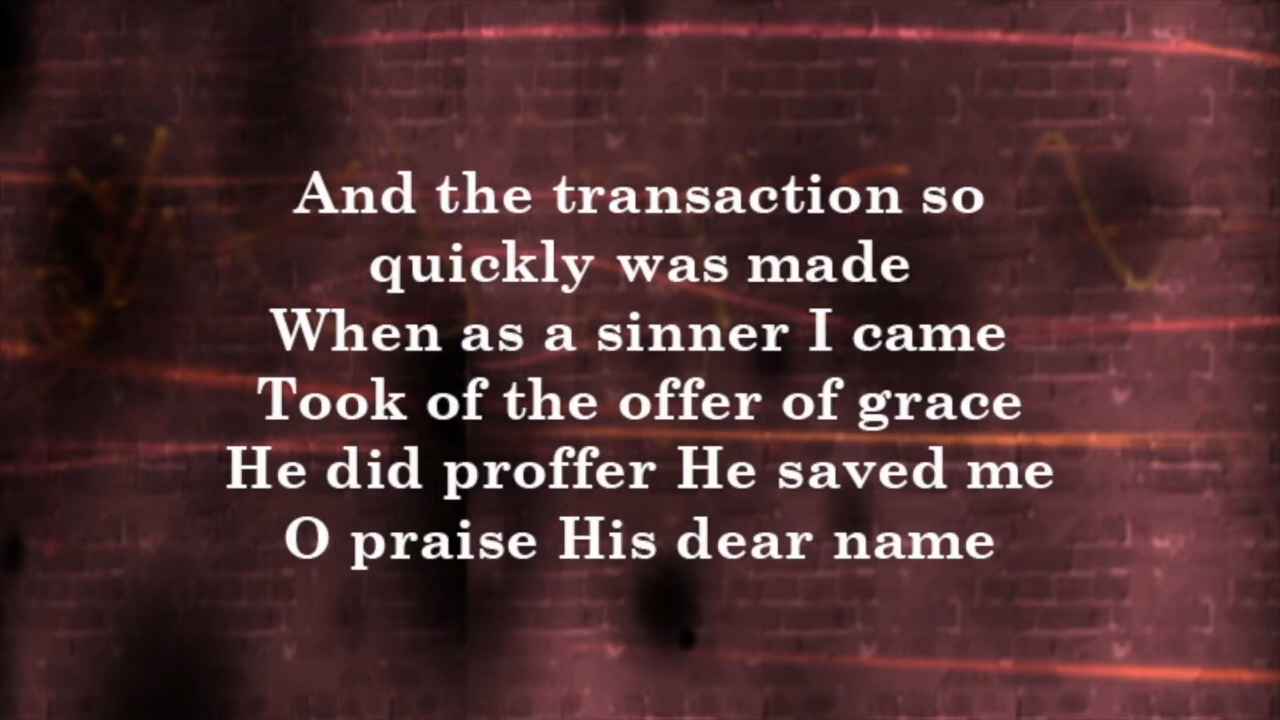 And the transaction so
quickly was made
When as a sinner I came
Took of the offer of grace
He did proffer He saved me
O praise His dear name